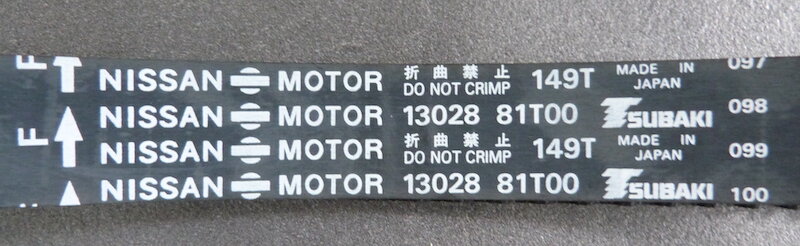 NISSAN MOTOR 折曲禁止 DO NOT CRIMP 149T MADE IN JAPAN 097
F NISSAN MOTOR 13028 81T00 TSUBAKI 098
F NISSAN MOTOR 折曲禁止 DO NOT CRIMP 149T MADE IN JAPAN 099
NISSAN MOTOR 13028 81T00 TSUBAKI 100